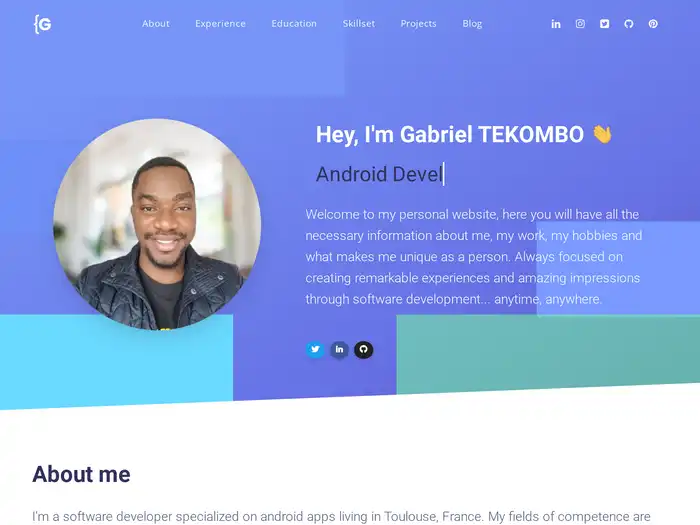 {G
About Experience Education Skillset Projects Blog
Hey, I'm Gabriel TEKOMBO 👋
Android Devel
Welcome to my personal website, here you will have all the
necessary information about me, my work, my hobbies and
what makes me unique as a person. Always focused on
creating remarkable experiences and amazing impressions
through software development... anytime, anywhere.
About me
I'm a software developer specialized on android apps living in Toulouse, France. My fields of competence are